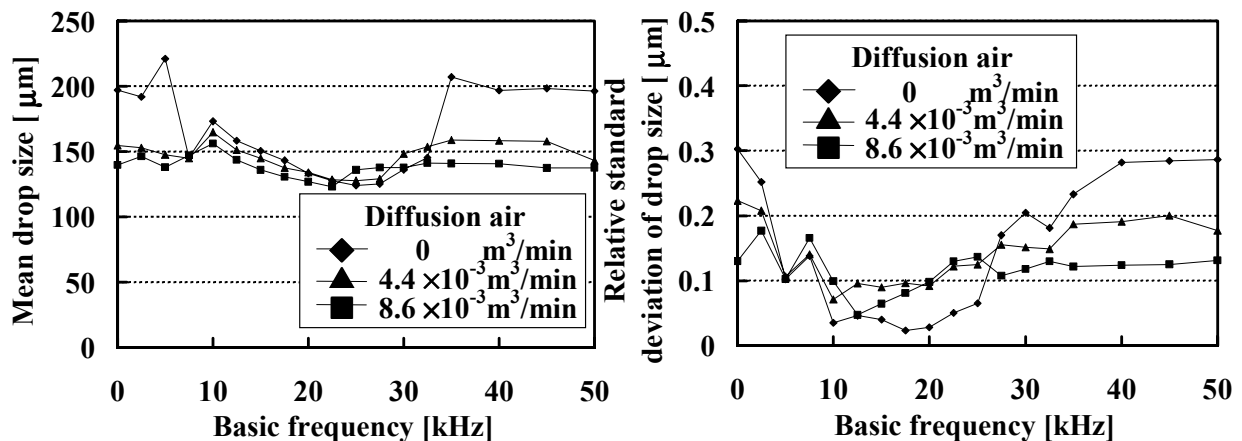 Mean drop size [ μm]
250
200
150
100
50
0
Diffusion air
0 m³/min
4.4 ×10⁻³m³/min
8.6 ×10⁻³m³/min
0 10 20 30 40 50
Basic frequency [kHz]
Relative standard
deviation of drop size [ μm]
0.5
0.4
0.3
0.2
0.1
0
Diffusion air
0 m³/min
4.4 ×10⁻³m³/min
8.6 ×10⁻³m³/min
0 10 20 30 40 50
Basic frequency [kHz]